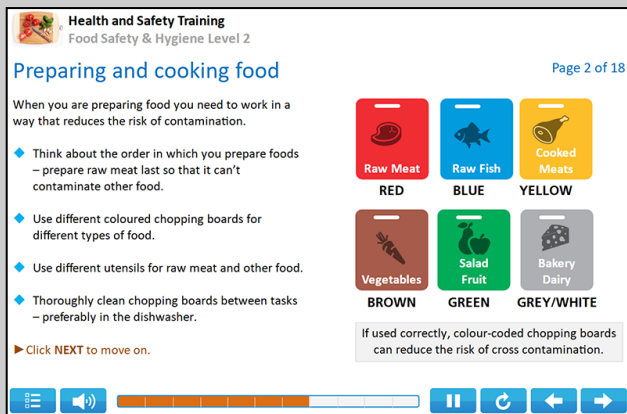 Health and Safety Training
Food Safety & Hygiene Level 2
Preparing and cooking food
Page 2 of 18
When you are preparing food you need to work in a
way that reduces the risk of contamination.
Think about the order in which you prepare foods
– prepare raw meat last so that it can't
contaminate other food.
Use different coloured chopping boards for
different types of food.
Use different utensils for raw meat and other food.
Thoroughly clean chopping boards between tasks
– preferably in the dishwasher.
Click NEXT to move on.
Raw Meat
RED
Raw Fish
BLUE
Cooked
Meats
YELLOW
Vegetables
BROWN
Salad
Fruit
GREEN
Bakery
Dairy
GREY/WHITE
If used correctly, colour-coded chopping boards
can reduce the risk of cross contamination.